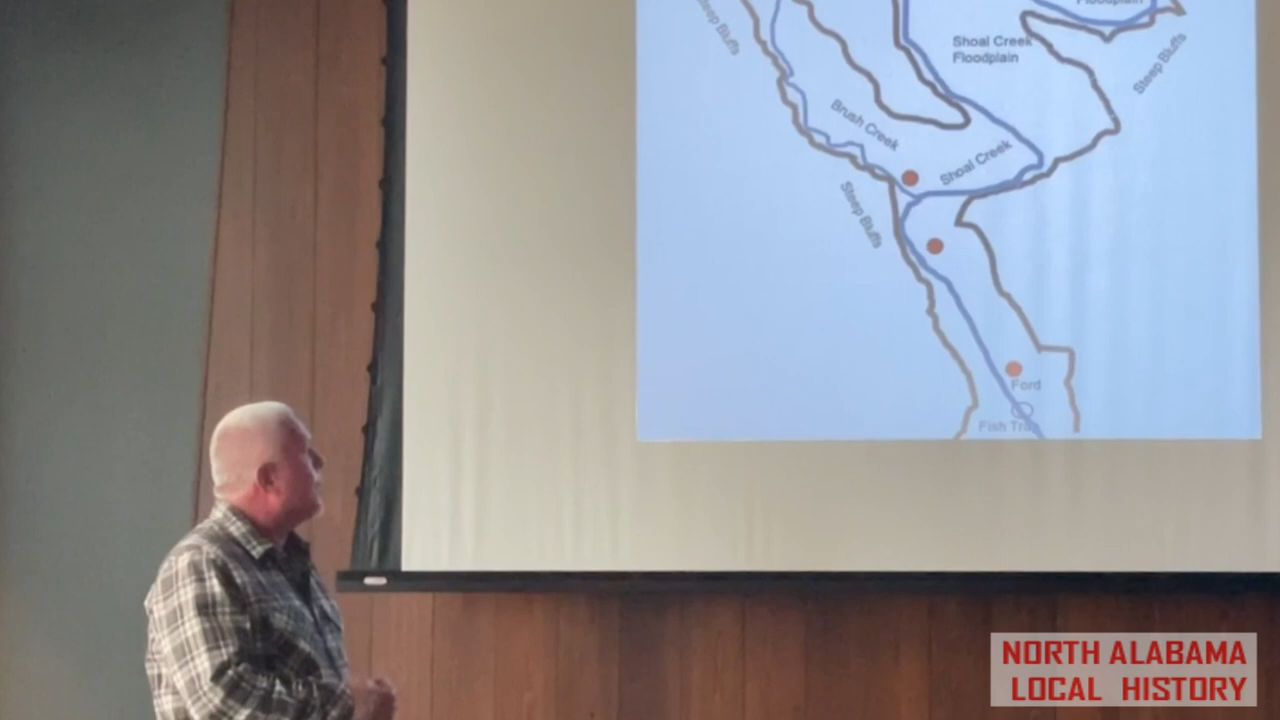 Floodplain
Steep Bluffs
Shoal Creek
Floodplain
Steep Bluffs
Brush Creek
Shoal Creek
Steep Bluffs
Ford
Fish Trap
NORTH ALABAMA
LOCAL HISTORY